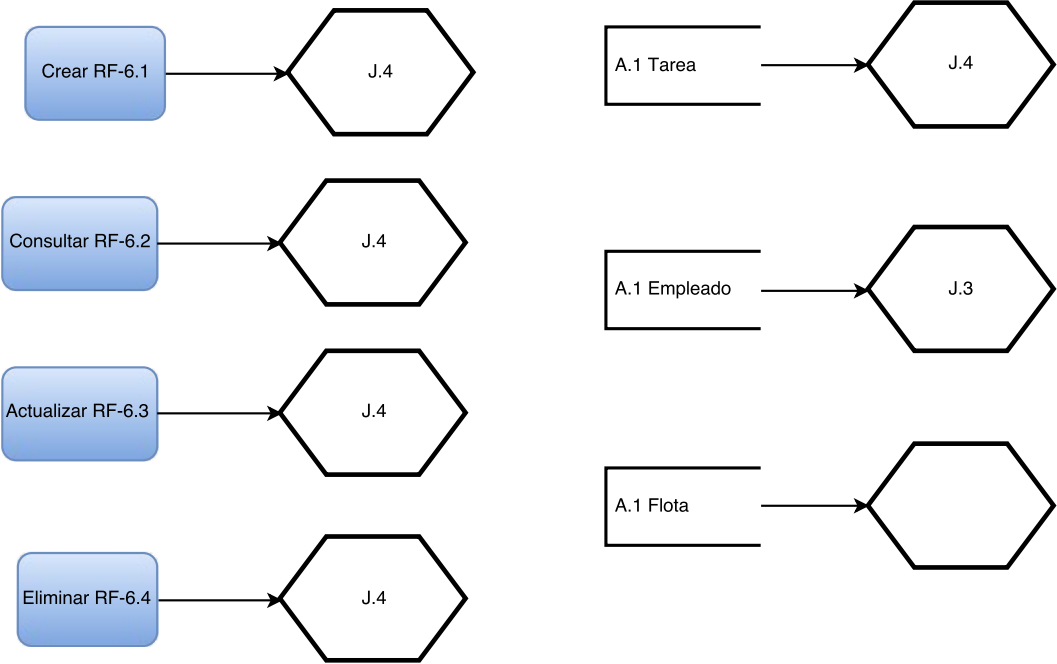 Crear RF-6.1
J.4
Consultar RF-6.2
J.4
Actualizar RF-6.3
J.4
Eliminar RF-6.4
J.4
A.1 Tarea
J.4
A.1 Empleado
J.3
A.1 Flota